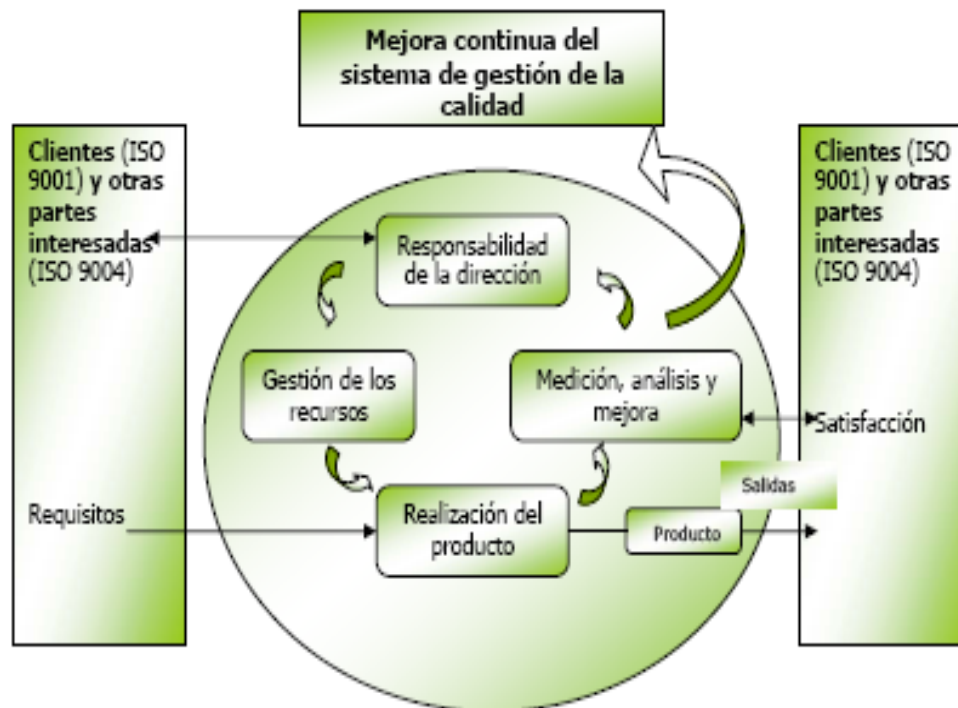 Mejora continua del
sistema de gestión de la
calidad
Clientes (ISO
9001) y otras
partes
interesadas
(ISO 9004)
Requisitos
Responsabilidad
de la dirección
Gestión de los
recursos
Medición, análisis y
mejora
Realización del
producto
Producto
Salidas
Clientes (ISO
9001) y otras
partes
interesadas
(ISO 9004)
Satisfacción